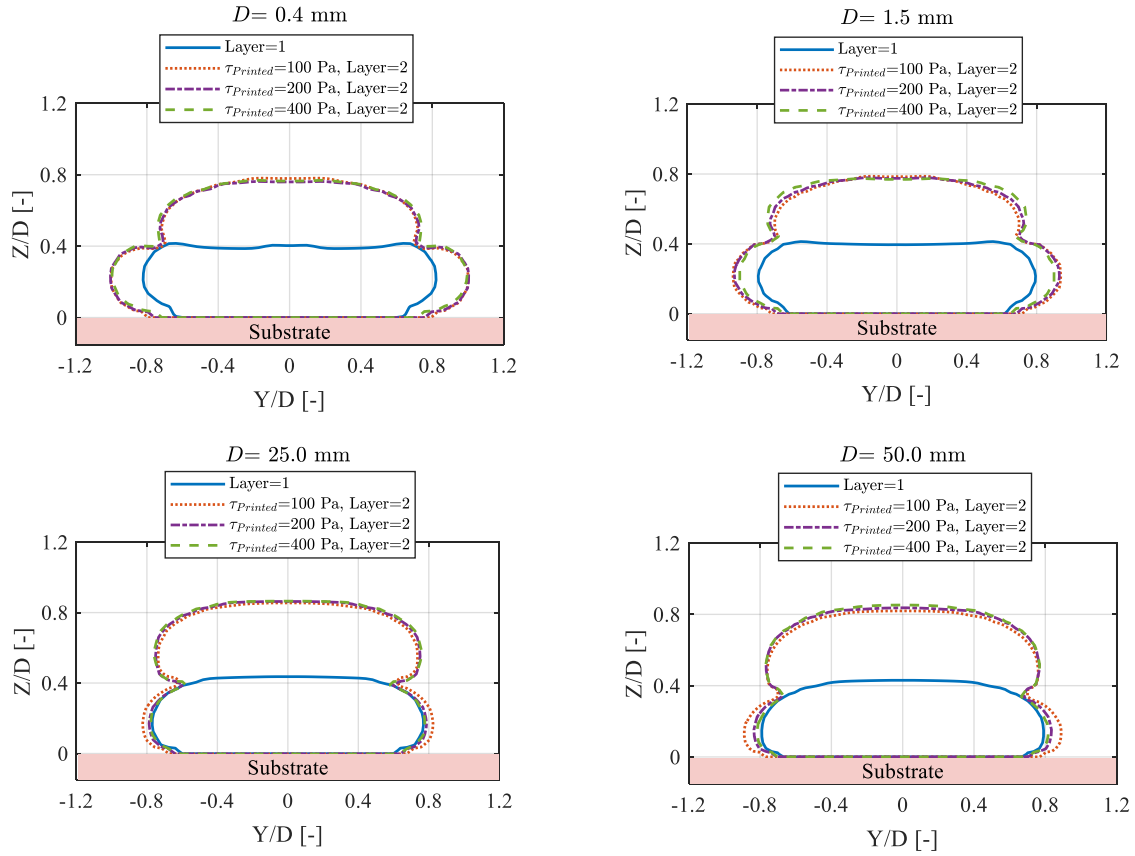 D= 0.4 mm
Layer=1
τPrinted=100 Pa, Layer=2
τPrinted=200 Pa, Layer=2
τPrinted=400 Pa, Layer=2
1.2
0.8
0.4
0
Z/D [-]
Substrate
-1.2 -0.8 -0.4 0 0.4 0.8 1.2
Y/D [-]
D= 1.5 mm
Layer=1
τPrinted=100 Pa, Layer=2
τPrinted=200 Pa, Layer=2
τPrinted=400 Pa, Layer=2
1.2
0.8
0.4
0
Z/D [-]
Substrate
-1.2 -0.8 -0.4 0 0.4 0.8 1.2
Y/D [-]
D= 25.0 mm
Layer=1
τPrinted=100 Pa, Layer=2
τPrinted=200 Pa, Layer=2
τPrinted=400 Pa, Layer=2
1.2
0.8
0.4
0
Z/D [-]
Substrate
-1.2 -0.8 -0.4 0 0.4 0.8 1.2
Y/D [-]
D= 50.0 mm
Layer=1
τPrinted=100 Pa, Layer=2
τPrinted=200 Pa, Layer=2
τPrinted=400 Pa, Layer=2
1.2
0.8
0.4
0
Z/D [-]
Substrate
-1.2 -0.8 -0.4 0 0.4 0.8 1.2
Y/D [-]